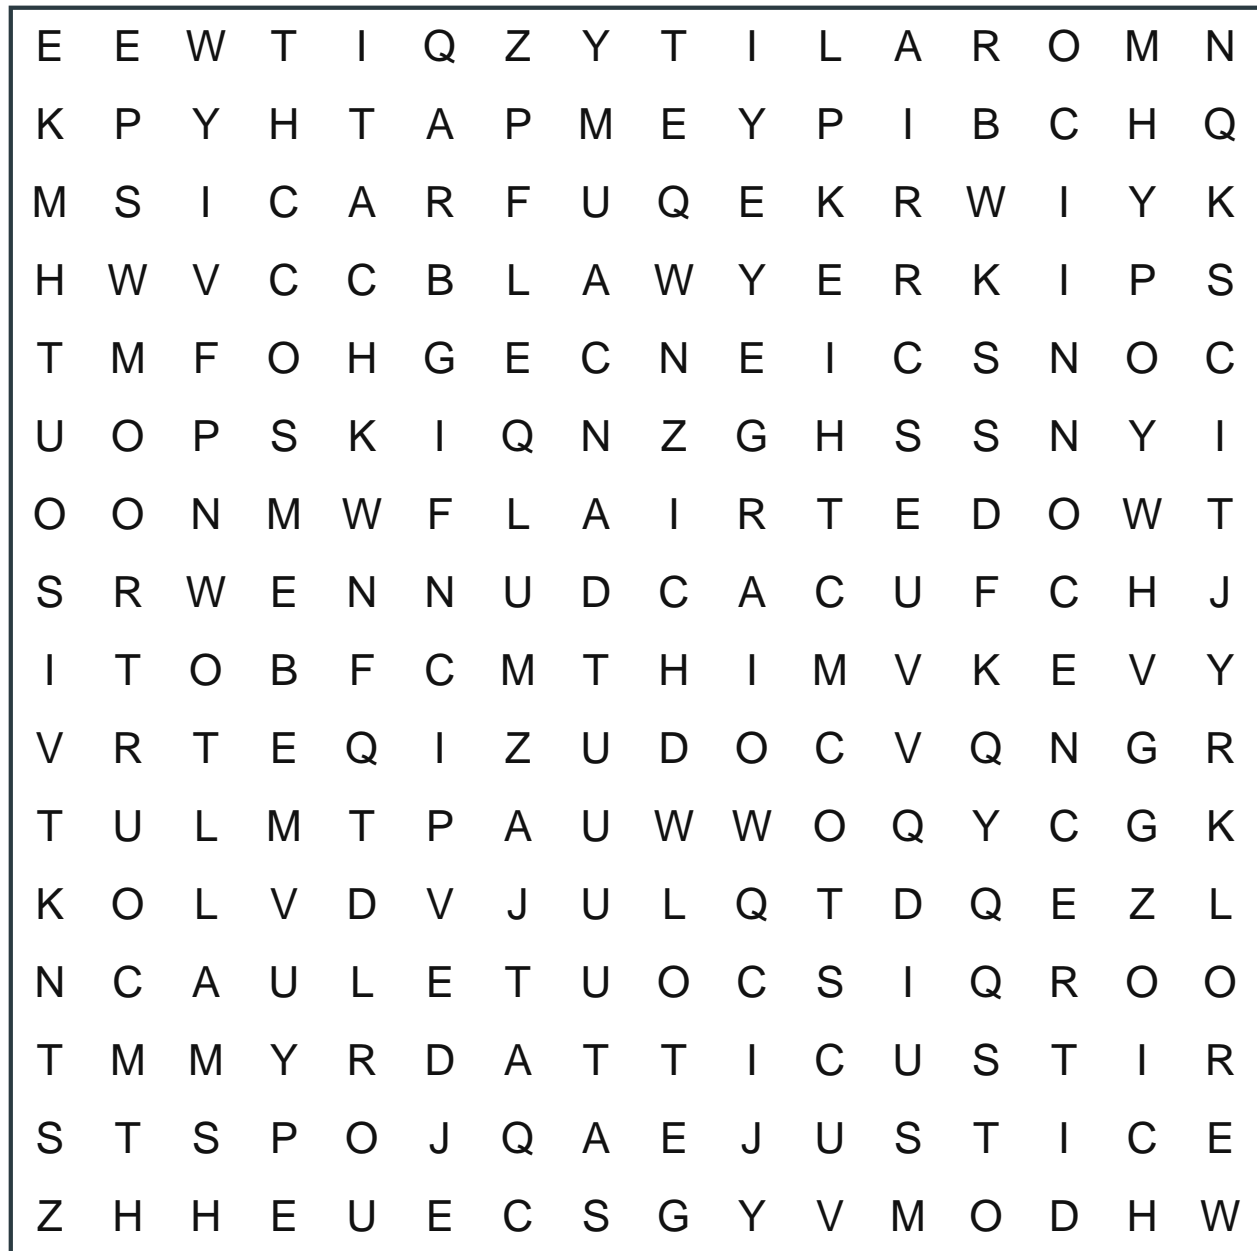 E E W T I Q Z Y T I L A R O M N
K P Y H T A P M E Y P I B C H Q
M S I C A R F U Q E K R W I Y K
H W V C C B L A W Y E R K I P S
T M F O H G E C N E I C S N O C
U O P S K I Q N Z G H S S N Y I
O O N M W F L A I R T E D O W T
S R W E N N U D C A C U F C H J
I T O B F C M T H I M V K E V Y
V R T E Q I Z U D O C V Q N G R
T U L M T P A U W W O Q Y C G K
K O L V D V J U L Q T D Q E Z L
N C A U L E T U O C S I Q R O O
T M M Y R D A T T I C U S T I R
S T S P O J Q A E J U S T I C E
Z H H E U E C S G Y V M O D H W